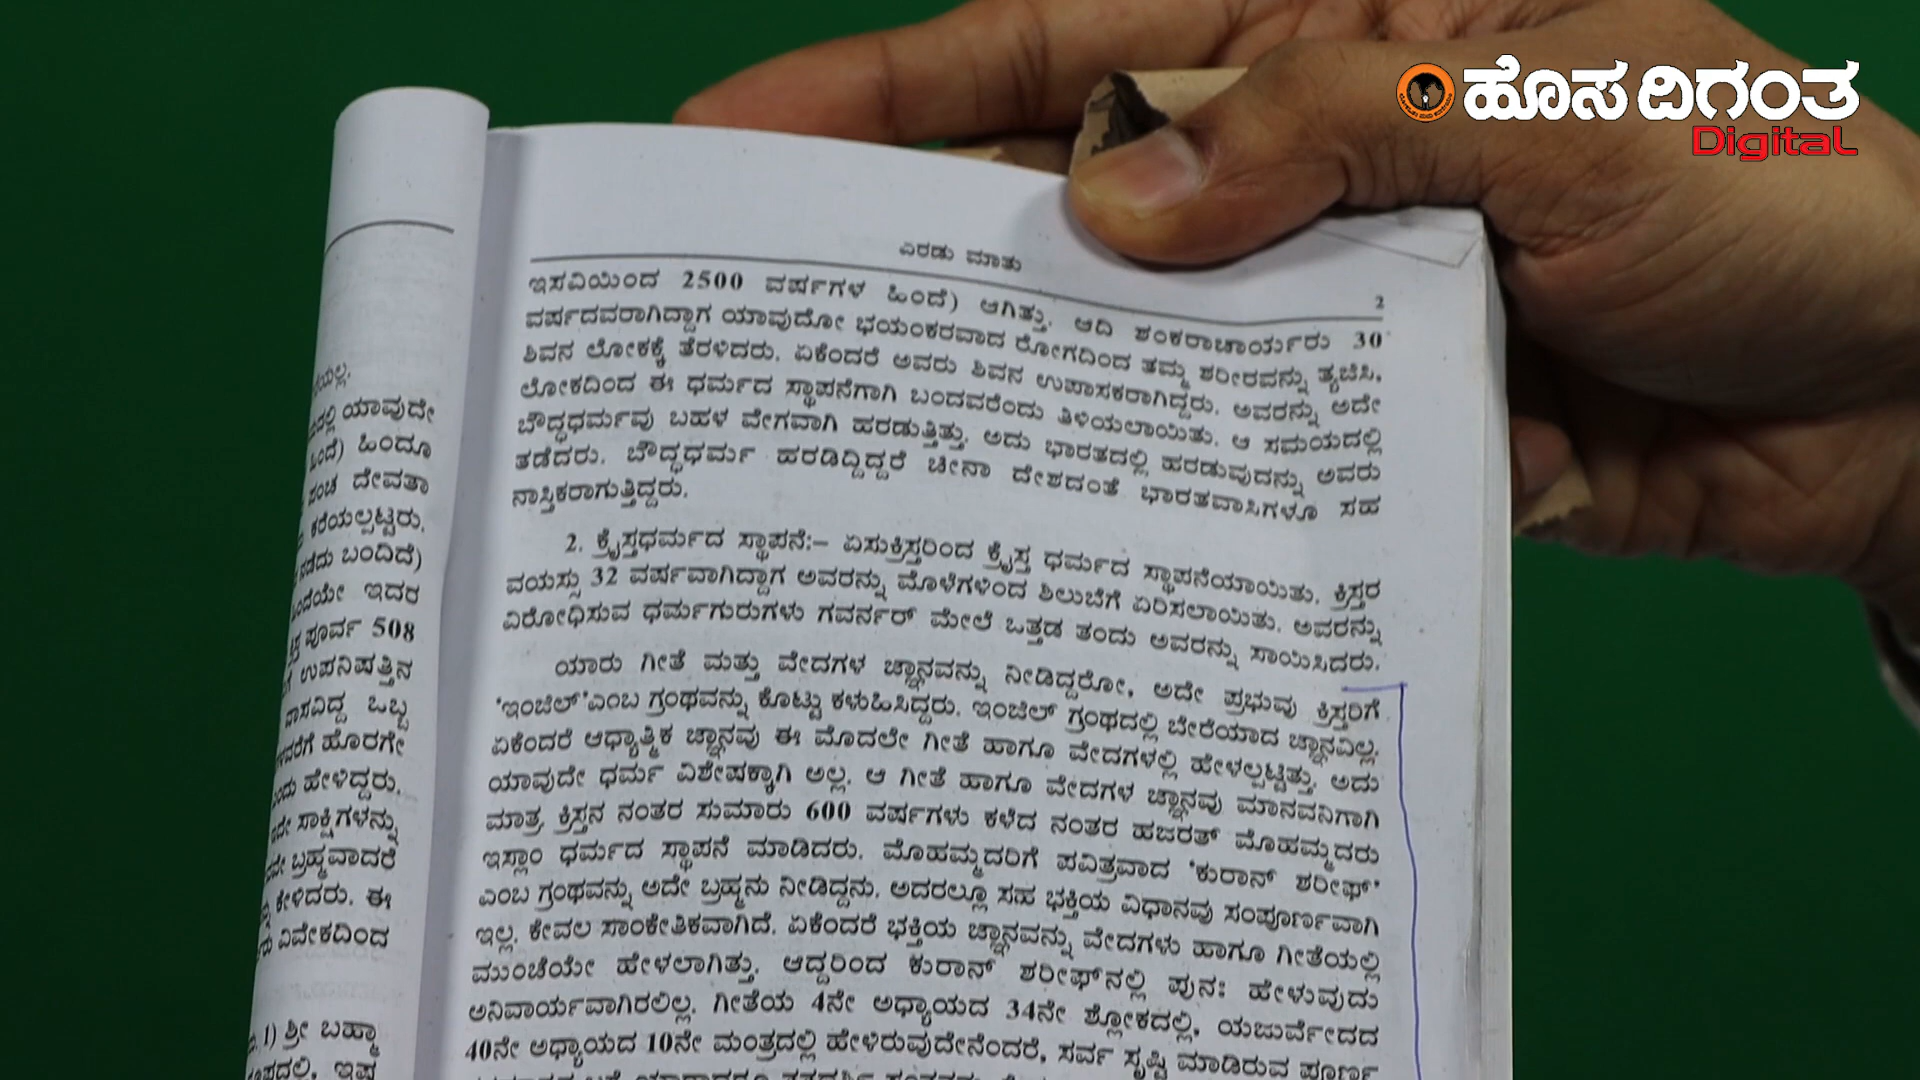 ಹೊಸ ದಿಗಂತ
Digital
ಎರಡು ಮಾತು
2
ಇಸವಿಯಿಂದ 2500 ವರ್ಷಗಳ ಹಿಂದೆ) ಆಗಿತ್ತು. ಆದಿ ಶಂಕರಾಚಾರ್ಯರು 30
ವರ್ಷದವರಾಗಿದ್ದಾಗ ಯಾವುದೋ ಭಯಂಕರವಾದ ರೋಗದಿಂದ ತಮ್ಮ ಶರೀರವನ್ನು ತ್ಯಜಿಸಿ,
ಶಿವನ ಲೋಕಕ್ಕೆ ತೆರಳಿದರು. ಏಕೆಂದರೆ ಅವರು ಶಿವನ ಉಪಾಸಕರಾಗಿದ್ದರು. ಅವರನ್ನು ಅದೇ
ಲೋಕದಿಂದ ಈ ಧರ್ಮದ ಸ್ಥಾಪನೆಗಾಗಿ ಬಂದವರೆಂದು ತಿಳಿಯಲಾಯಿತು. ಆ ಸಮಯದಲ್ಲಿ
ಬೌದ್ಧಧರ್ಮವು ಬಹಳ ವೇಗವಾಗಿ ಹರಡುತ್ತಿತ್ತು. ಅದು ಭಾರತದಲ್ಲಿ ಹರಡುವುದನ್ನು ಅವರು
ತಡೆದರು. ಬೌದ್ಧಧರ್ಮ ಹರಡಿದ್ದಿದ್ದರೆ ಚೀನಾ ದೇಶದಂತೆ ಭಾರತವಾಸಿಗಳೂ ಸಹ
ನಾಸ್ತಿಕರಾಗುತ್ತಿದ್ದರು.
2. ಕ್ರೈಸ್ತಧರ್ಮದ ಸ್ಥಾಪನೆ:– ಏಸುಕ್ರಿಸ್ತರಿಂದ ಕ್ರೈಸ್ತ ಧರ್ಮದ ಸ್ಥಾಪನೆಯಾಯಿತು. ಕ್ರಿಸ್ತರ
ವಯಸ್ಸು 32 ವರ್ಷವಾಗಿದ್ದಾಗ ಅವರನ್ನು ಮೊಳೆಗಳಿಂದ ಶಿಲುಬೆಗೆ ಏರಿಸಲಾಯಿತು. ಅವರನ್ನು
ವಿರೋಧಿಸುವ ಧರ್ಮಗುರುಗಳು ಗವರ್ನರ್ ಮೇಲೆ ಒತ್ತಡ ತಂದು ಅವರನ್ನು ಸಾಯಿಸಿದರು.
ಯಾರು ಗೀತೆ ಮತ್ತು ವೇದಗಳ ಜ್ಞಾನವನ್ನು ನೀಡಿದ್ದರೋ, ಅದೇ ಪ್ರಭುವು ಕ್ರಿಸ್ತರಿಗೆ
'ಇಂಜಿಲ್'ಎಂಬ ಗ್ರಂಥವನ್ನು ಕೊಟ್ಟು ಕಳುಹಿಸಿದ್ದರು. ಇಂಜಿಲ್ ಗ್ರಂಥದಲ್ಲಿ ಬೇರೆಯಾದ ಜ್ಞಾನವಿಲ್ಲ.
ಏಕೆಂದರೆ ಆಧ್ಯಾತ್ಮಿಕ ಜ್ಞಾನವು ಈ ಮೊದಲೇ ಗೀತೆ ಹಾಗೂ ವೇದಗಳಲ್ಲಿ ಹೇಳಲ್ಪಟ್ಟಿತ್ತು. ಅದು
ಯಾವುದೇ ಧರ್ಮ ವಿಶೇಷಕ್ಕಾಗಿ ಅಲ್ಲ. ಆ ಗೀತೆ ಹಾಗೂ ವೇದಗಳ ಜ್ಞಾನವು ಮಾನವನಿಗಾಗಿ
ಮಾತ್ರ. ಕ್ರಿಸ್ತನ ನಂತರ ಸುಮಾರು 600 ವರ್ಷಗಳು ಕಳೆದ ನಂತರ ಹಜರತ್ ಮೊಹಮ್ಮದರು
ಇಸ್ಲಾಂ ಧರ್ಮದ ಸ್ಥಾಪನೆ ಮಾಡಿದರು. ಮೊಹಮ್ಮದರಿಗೆ ಪವಿತ್ರವಾದ 'ಕುರಾನ್ ಶರೀಫ್'
ಎಂಬ ಗ್ರಂಥವನ್ನು ಅದೇ ಬ್ರಹ್ಮನು ನೀಡಿದ್ದನು. ಅದರಲ್ಲೂ ಸಹ ಭಕ್ತಿಯ ವಿಧಾನವು ಸಂಪೂರ್ಣವಾಗಿ
ಇಲ್ಲ. ಕೇವಲ ಸಾಂಕೇತಿಕವಾಗಿದೆ. ಏಕೆಂದರೆ ಭಕ್ತಿಯ ಜ್ಞಾನವನ್ನು ವೇದಗಳು ಹಾಗೂ ಗೀತೆಯಲ್ಲಿ
ಮುಂಚೆಯೇ ಹೇಳಲಾಗಿತ್ತು. ಆದ್ದರಿಂದ ಕುರಾನ್ ಶರೀಫ್‌ನಲ್ಲಿ ಪುನಃ ಹೇಳುವುದು
ಅನಿವಾರ್ಯವಾಗಿರಲಿಲ್ಲ. ಗೀತೆಯ 4ನೇ ಅಧ್ಯಾಯದ 34ನೇ ಶ್ಲೋಕದಲ್ಲಿ, ಯಜುರ್ವೇದದ
40ನೇ ಅಧ್ಯಾಯದ 10ನೇ ಮಂತ್ರದಲ್ಲಿ ಹೇಳಿರುವುದೇನೆಂದರೆ, ಸರ್ವ ಸೃಷ್ಟಿ ಮಾಡಿರುವ ಪೂರ್ಣ
ಯಾವುದೇ
ಹಿಂದೆ) ಹಿಂದೂ
ದೇವತಾ
ಕರೆಯಲ್ಪಟ್ಟರು.
ನಡೆದು ಬಂದಿದೆ)
ಇದರ
ಪೂರ್ವ 508
ಉಪನಿಷತ್ತಿನ
ಒಬ್ಬ
ಹೊರಗೇ
ಹೇಳಿದ್ದರು.
ಸಾಕ್ಷಿಗಳನ್ನು
ಬ್ರಹ್ಮವಾದರೆ
ಕೇಳಿದರು. ಈ
ವಿವೇಕದಿಂದ
1) ಶ್ರೀ ಬ್ರಹ್ಮಾ